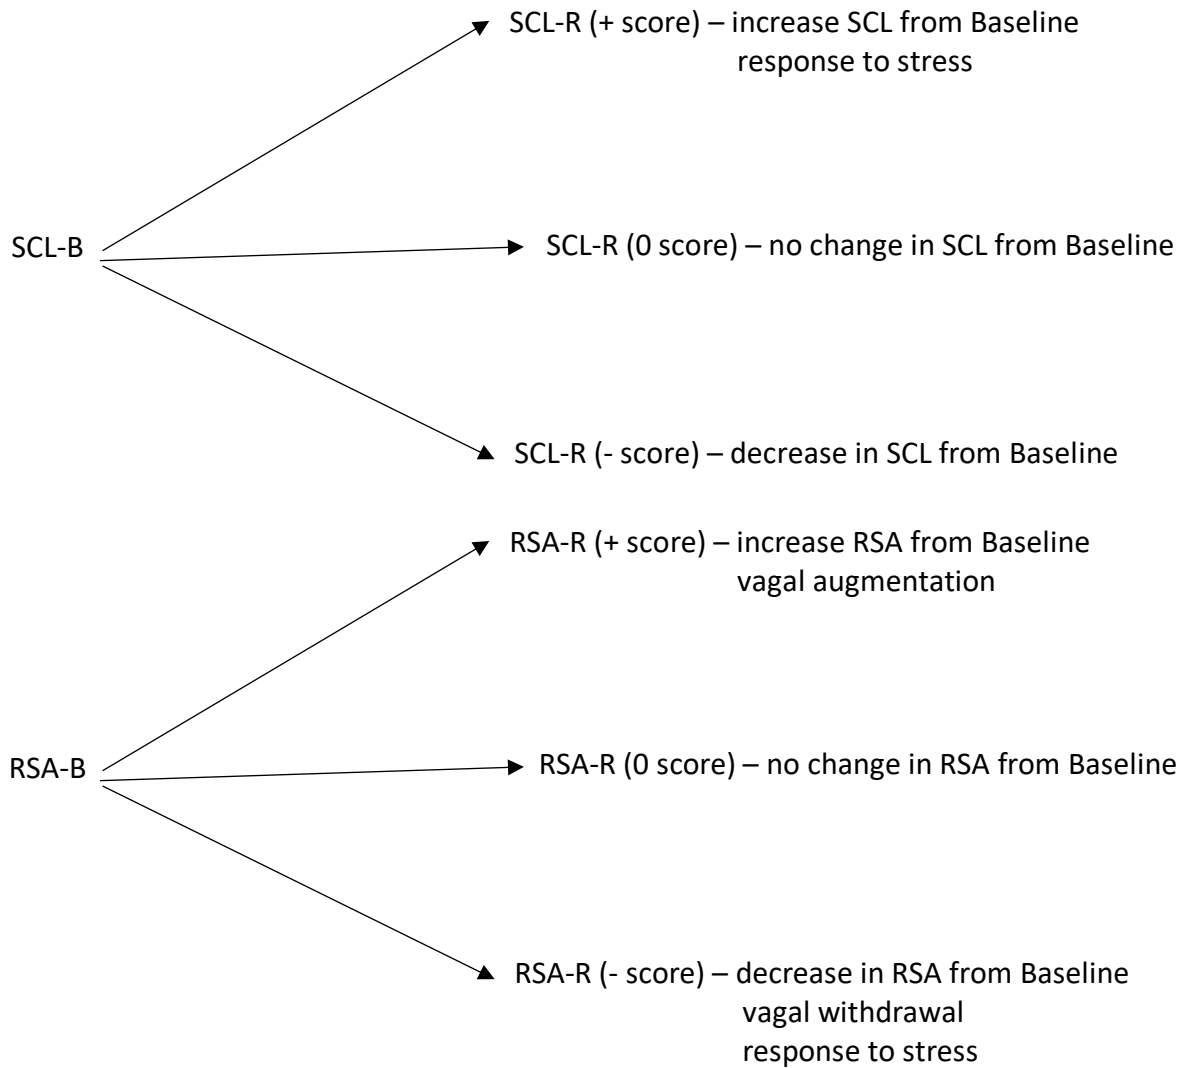 SCL-R (+ score) – increase SCL from Baseline
response to stress
SCL-B
SCL-R (0 score) – no change in SCL from Baseline
SCL-R (- score) – decrease in SCL from Baseline
RSA-R (+ score) – increase RSA from Baseline
vagal augmentation
RSA-B
RSA-R (0 score) – no change in RSA from Baseline
RSA-R (- score) – decrease in RSA from Baseline
vagal withdrawal
response to stress